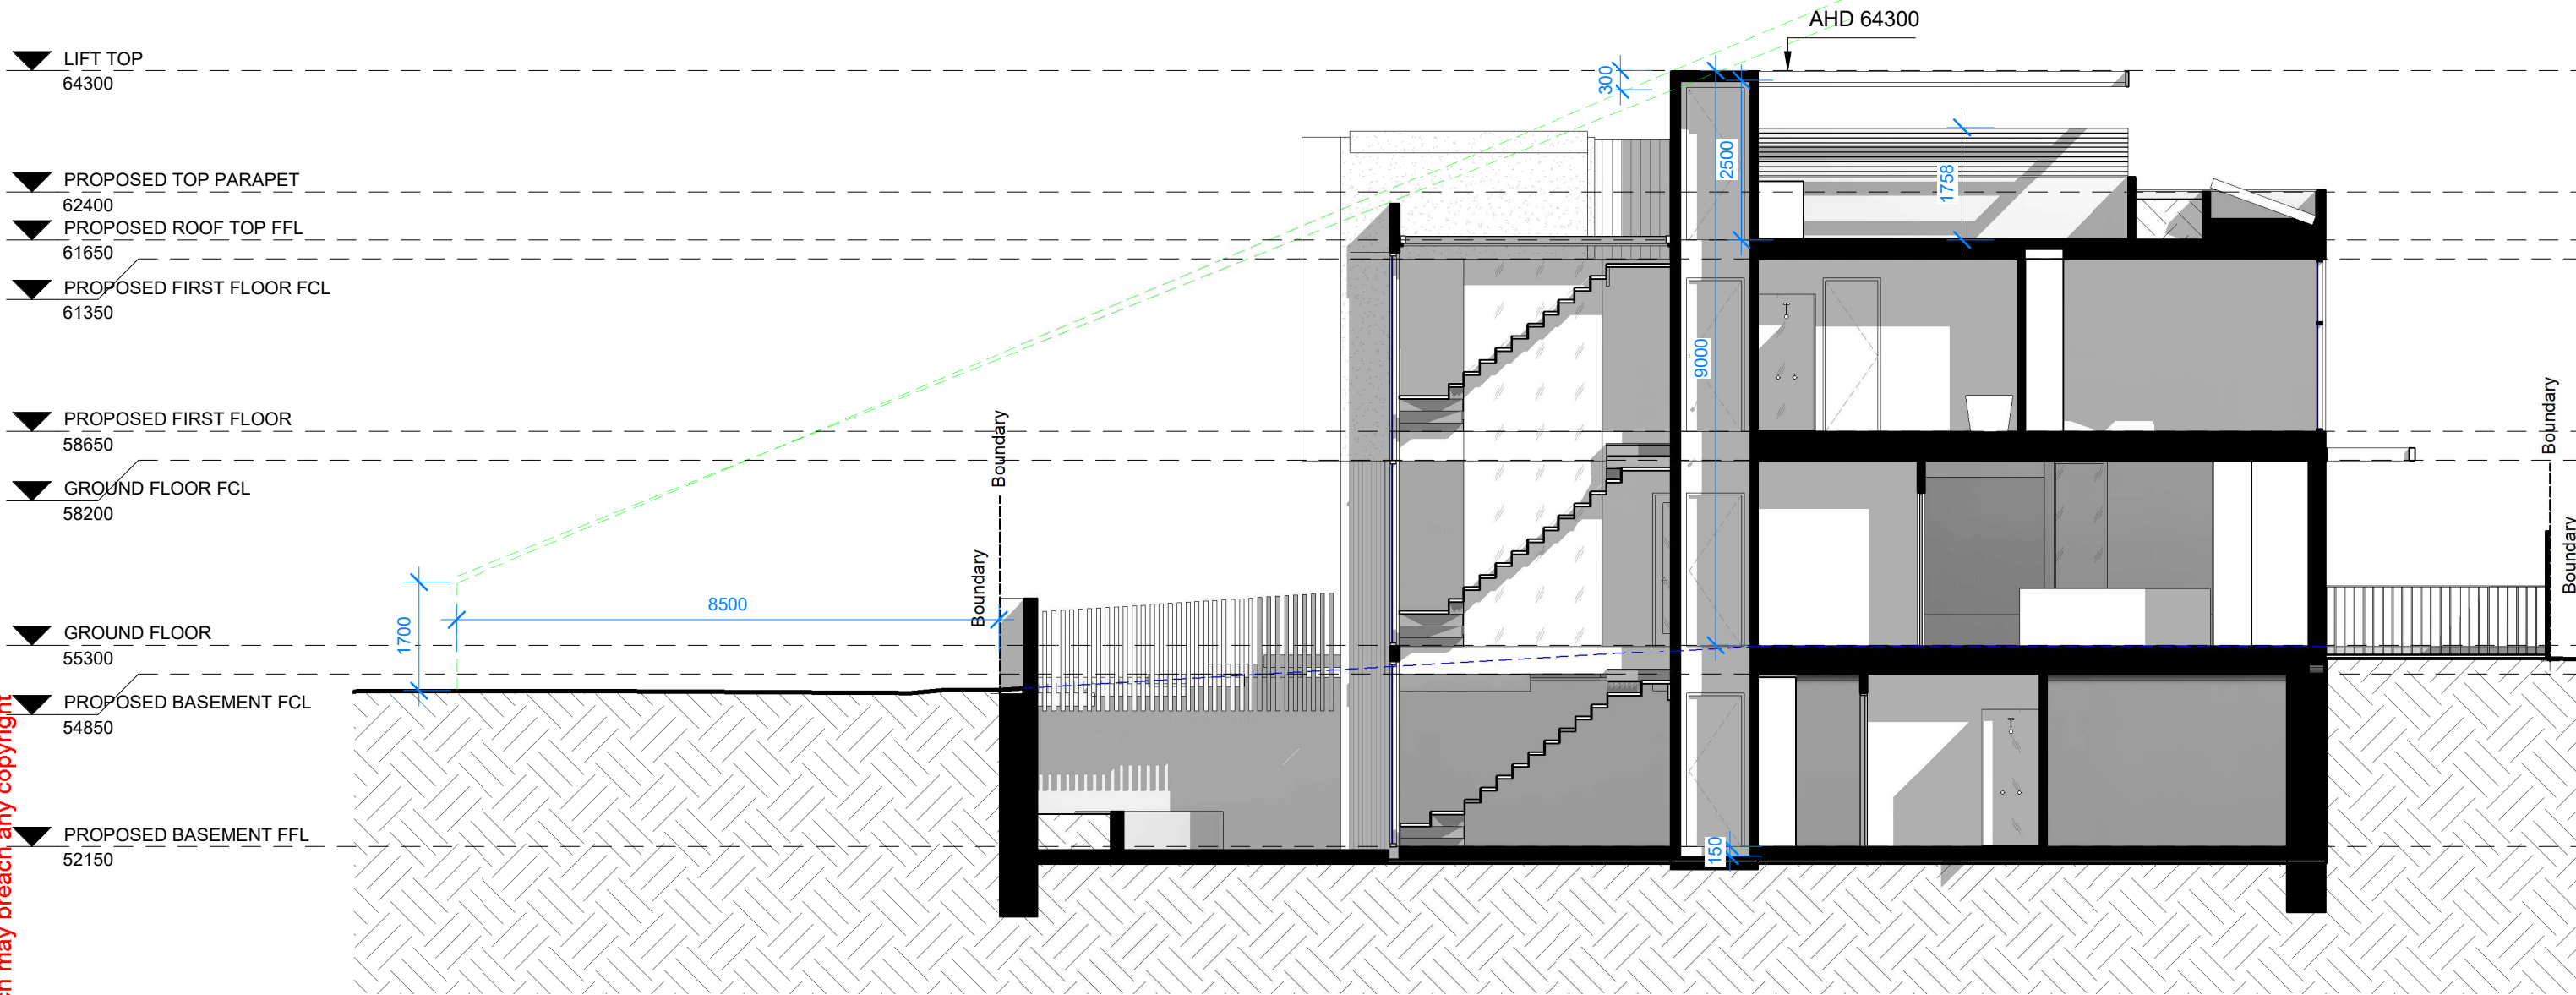 AHD 64300
LIFT TOP
64300
300
PROPOSED TOP PARAPET
62400
2500
1758
PROPOSED ROOF TOP FFL
61650
PROPOSED FIRST FLOOR FCL
61350
9000
PROPOSED FIRST FLOOR
58650
Boundary
Boundary
GROUND FLOOR FCL
58200
Boundary
Boundary
8500
1700
GROUND FLOOR
55300
PROPOSED BASEMENT FCL
54850
PROPOSED BASEMENT FFL
52150
150
may breach any copyright